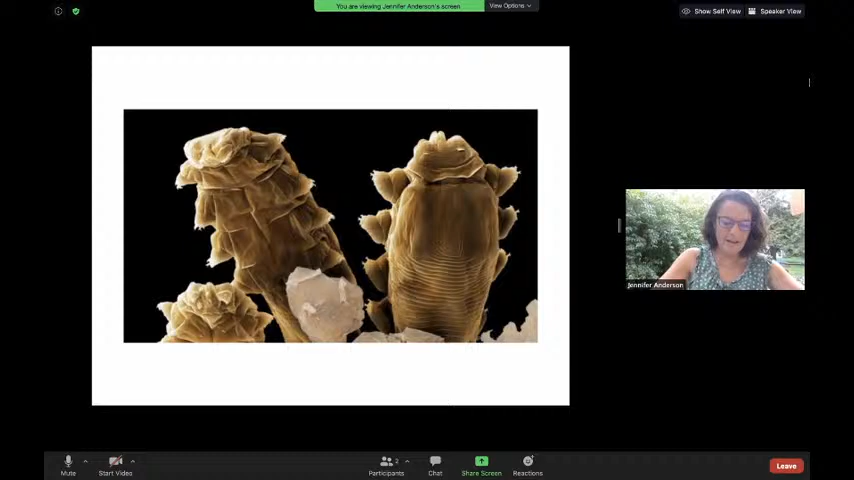 You are viewing Jennifer Anderson's screen
View Options
Show Self View
Speaker View
Jennifer Anderson
Mute
Start Video
Participants
2
Chat
Share Screen
Reactions
Leave